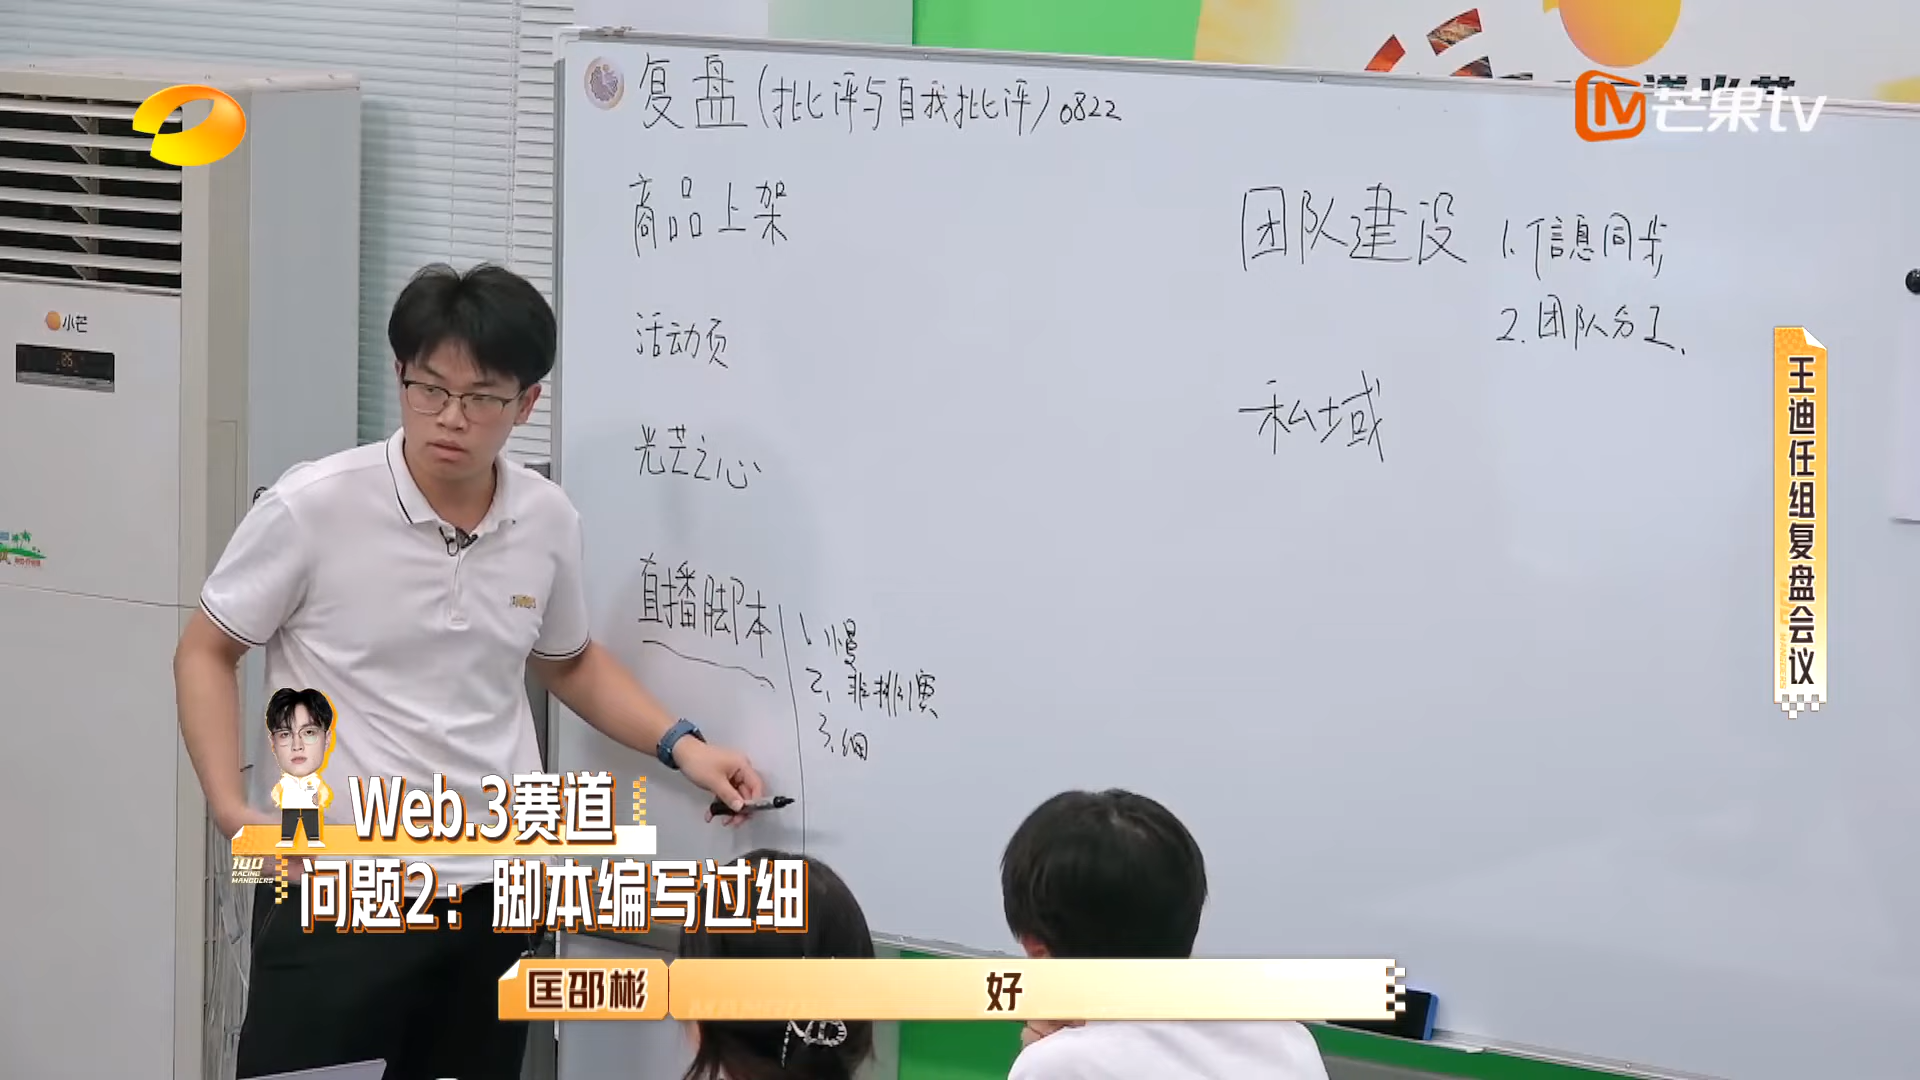 复盘(批评与自我批评)0822
芒果tv
商品上架
团队建设
1.信息同步
2.团队分工、
小芒
26
活动页
私域
光芒之心
直播脚本
1、慢
2、非排演
3、细
王迪任组复盘会议
Web.3赛道
问题2：脚本编写过细
匡邵彬
好